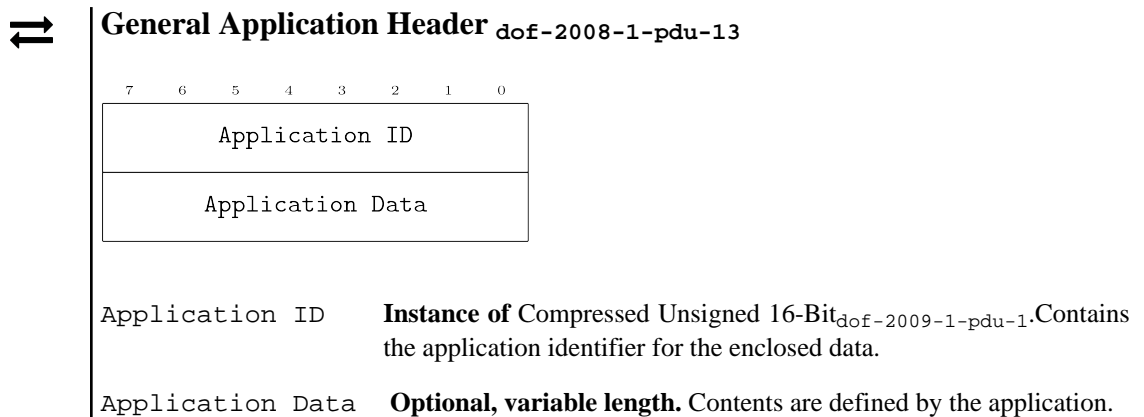 General Application Header dof-2008-1-pdu-13
7 6 5 4 3 2 1 0
Application ID
Application Data
Application ID Instance of Compressed Unsigned 16-Bitdof-2009-1-pdu-1.Contains
the application identifier for the enclosed data.
Application Data Optional, variable length. Contents are defined by the application.